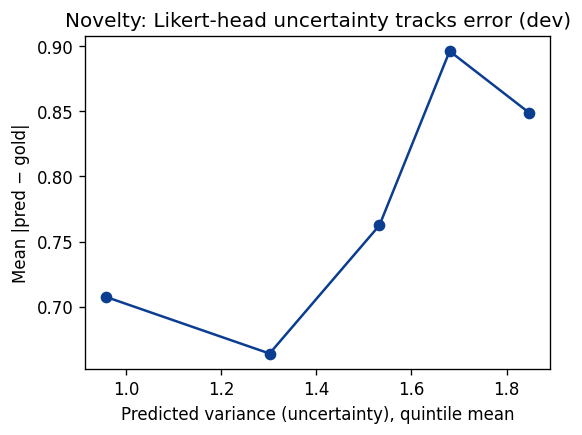 Novelty: Likert-head uncertainty tracks error (dev)
0.90
0.85
0.80
0.75
0.70
Mean |pred − gold|
1.0 1.2 1.4 1.6 1.8
Predicted variance (uncertainty), quintile mean